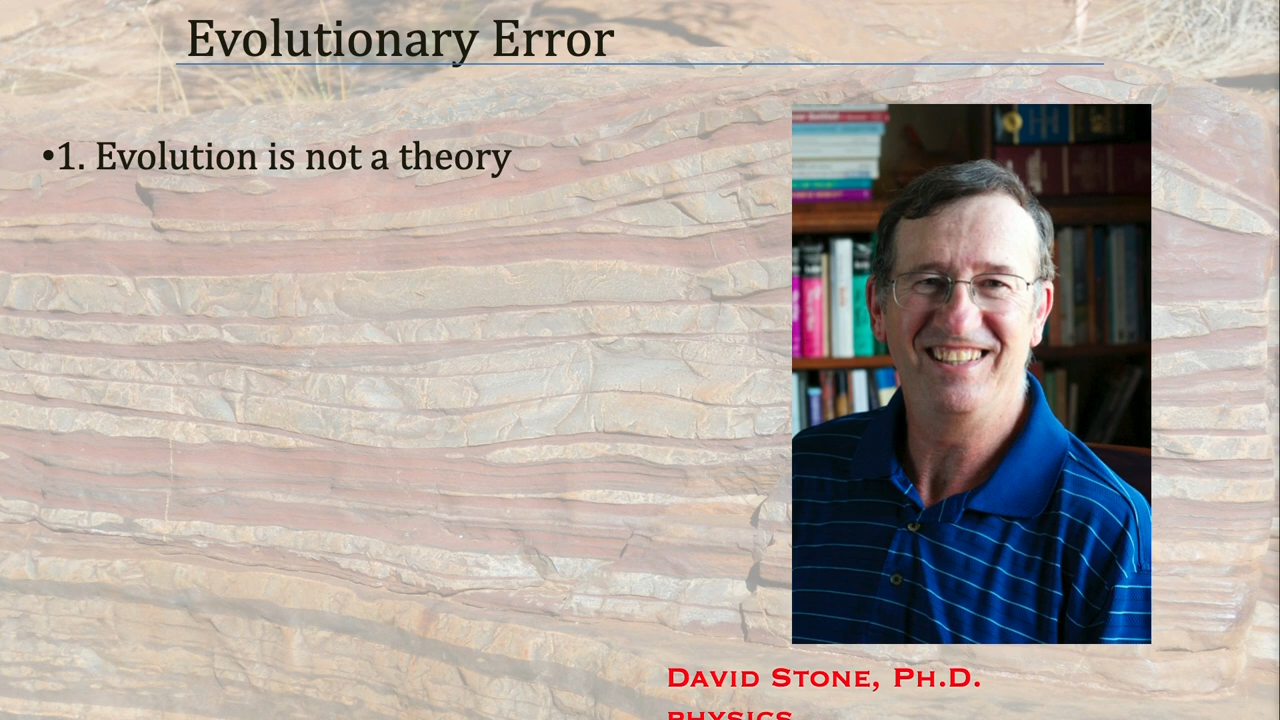 Evolutionary Error
•1. Evolution is not a theory
David Stone, Ph.D.
physics